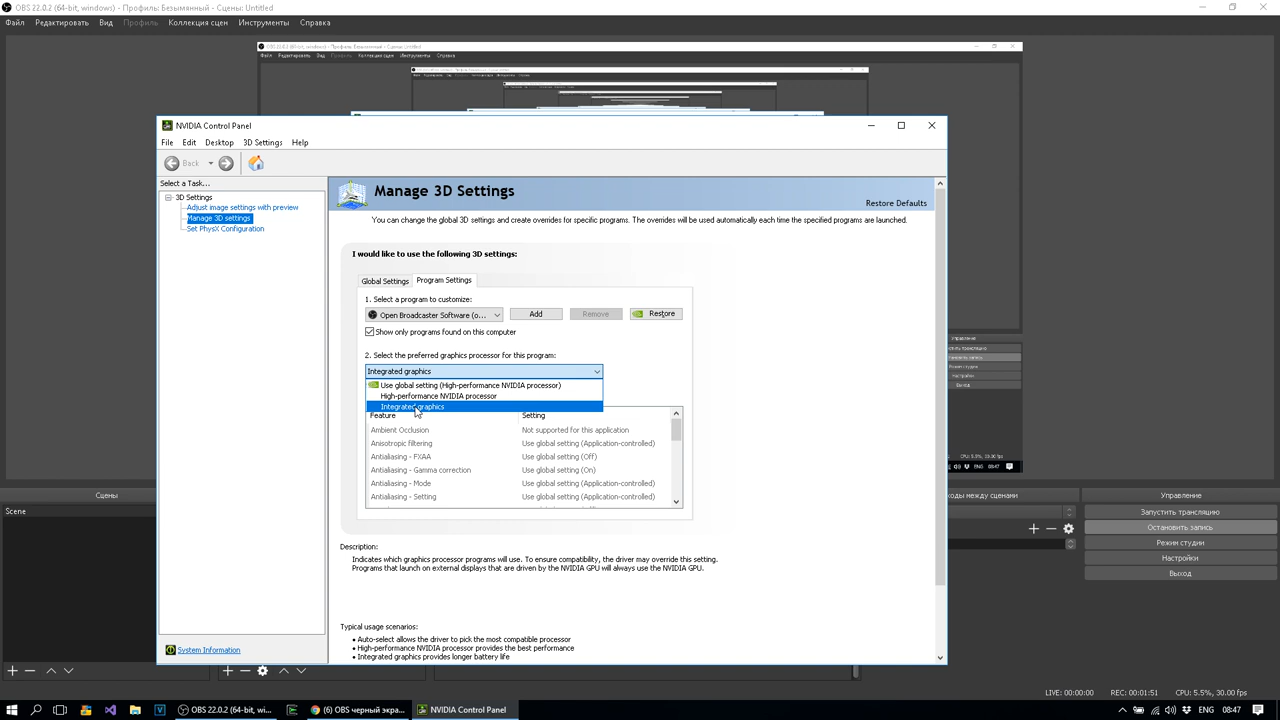 OBS 22.0.2 (64-bit, windows) - Профиль: Безымянный - Сцены: Untitled
Файл Редактировать Вид Профиль Коллекция сцен Инструменты Справка
NVIDIA Control Panel
File Edit Desktop 3D Settings Help
Back
Select a Task...
3D Settings
Adjust image settings with preview
Manage 3D settings
Set PhysX Configuration
System Information
Manage 3D Settings
Restore Defaults
You can change the global 3D settings and create overrides for specific programs. The overrides will be used automatically each time the specified programs are launched.
I would like to use the following 3D settings:
Global Settings Program Settings
1. Select a program to customize:
Open Broadcaster Software (o... Add Remove Restore
Show only programs found on this computer
2. Select the preferred graphics processor for this program:
Integrated graphics
Use global setting (High-performance NVIDIA processor)
High-performance NVIDIA processor
Integrated graphics
Feature Setting
Ambient Occlusion Not supported for this application
Anisotropic filtering Use global setting (Application-controlled)
Antialiasing - FXAA Use global setting (Off)
Antialiasing - Gamma correction Use global setting (On)
Antialiasing - Mode Use global setting (Application-controlled)
Antialiasing - Setting Use global setting (Application-controlled)
Description:
Indicates which graphics processor programs will use. To ensure compatibility, the driver may override this setting.
Programs that launch on external displays that are driven by the NVIDIA GPU will always use the NVIDIA GPU.
Typical usage scenarios:
• Auto-select allows the driver to pick the most compatible processor
• High-performance NVIDIA processor provides the best performance
• Integrated graphics provides longer battery life
Сцены
Scene
ходы между сценами
Управление
Запустить трансляцию
Остановить запись
Режим студии
Настройки
Выход
LIVE: 00:00:00 REC: 00:01:51 CPU: 5.5%, 30.00 fps
OBS 22.0.2 (64-bit, wi... (6) OBS черный экра... NVIDIA Control Panel ENG 08:47